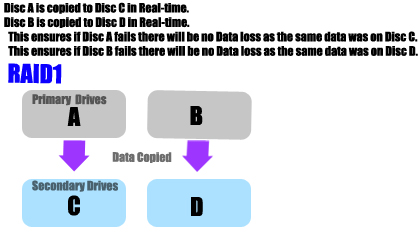 Disc A is copied to Disc C in Real-time.
Disc B is copied to Disc D in Real-time.
This ensures if Disc A fails there will be no Data loss as the same data was on Disc C.
This ensures if Disc B fails there will be no Data loss as the same data was on Disc D.
RAID1
Primary Drives
A
B
Data Copied
Secondary Drives
C
D